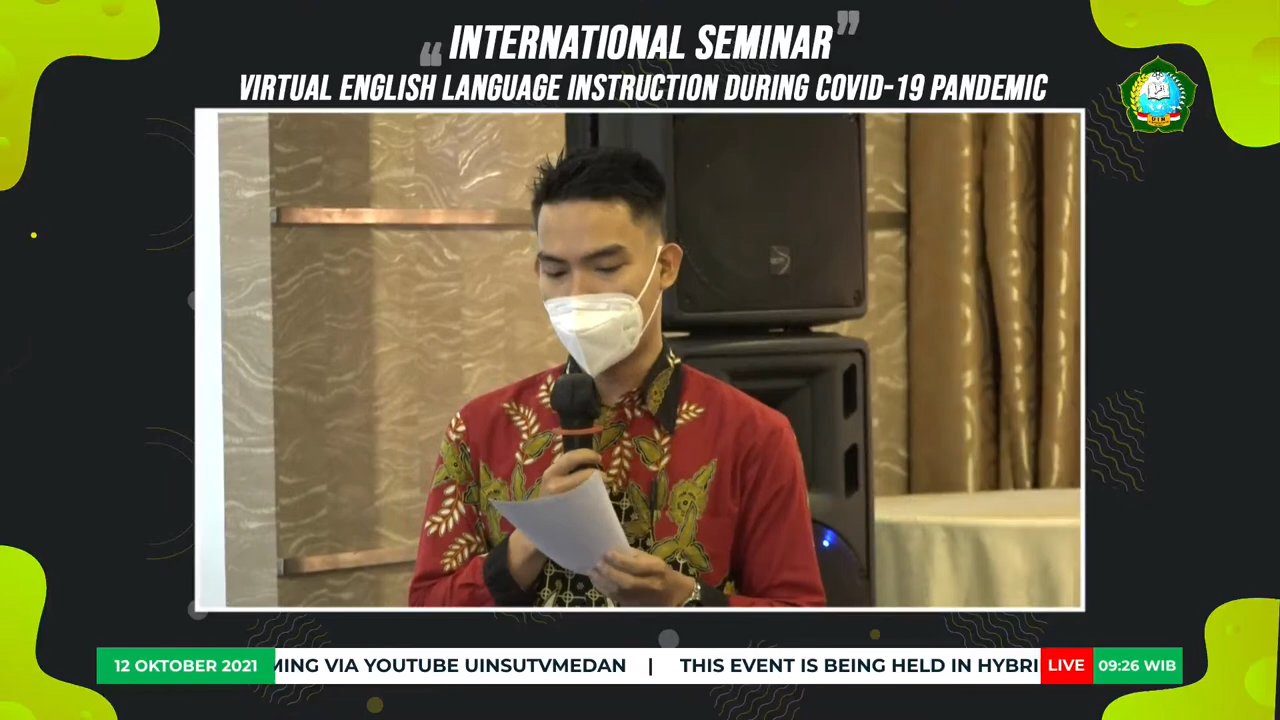 "INTERNATIONAL SEMINAR"
VIRTUAL ENGLISH LANGUAGE INSTRUCTION DURING COVID-19 PANDEMIC
UIN
12 OKTOBER 2021
MING VIA YOUTUBE UINSUTVMEDAN | THIS EVENT IS BEING HELD IN HYBRI
LIVE
09:26 WIB